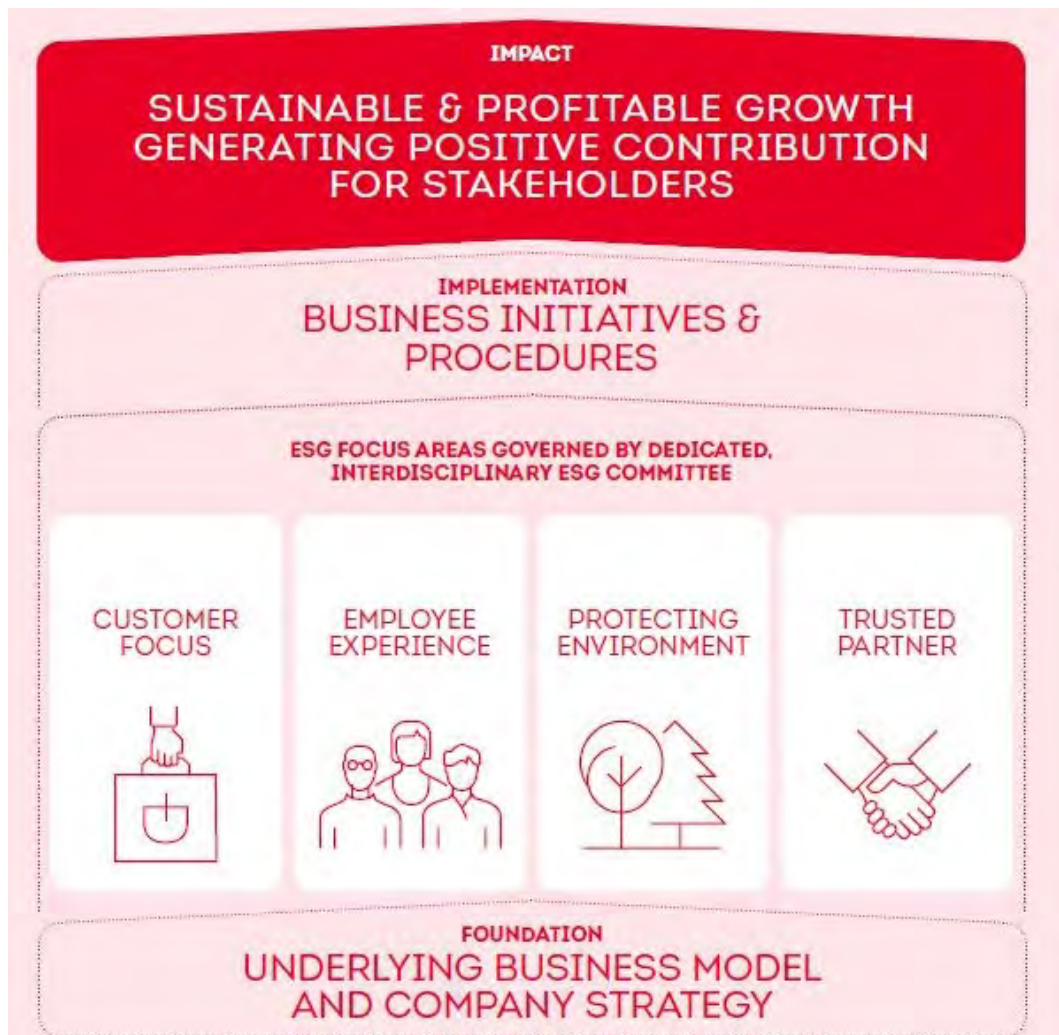 IMPACT
SUSTAINABLE & PROFITABLE GROWTH
GENERATING POSITIVE CONTRIBUTION
FOR STAKEHOLDERS
IMPLEMENTATION
BUSINESS INITIATIVES &
PROCEDURES
ESG FOCUS AREAS GOVERNED BY DEDICATED,
INTERDISCIPLINARY ESG COMMITTEE
CUSTOMER
FOCUS
EMPLOYEE
EXPERIENCE
PROTECTING
ENVIRONMENT
TRUSTED
PARTNER
FOUNDATION
UNDERLYING BUSINESS MODEL
AND COMPANY STRATEGY